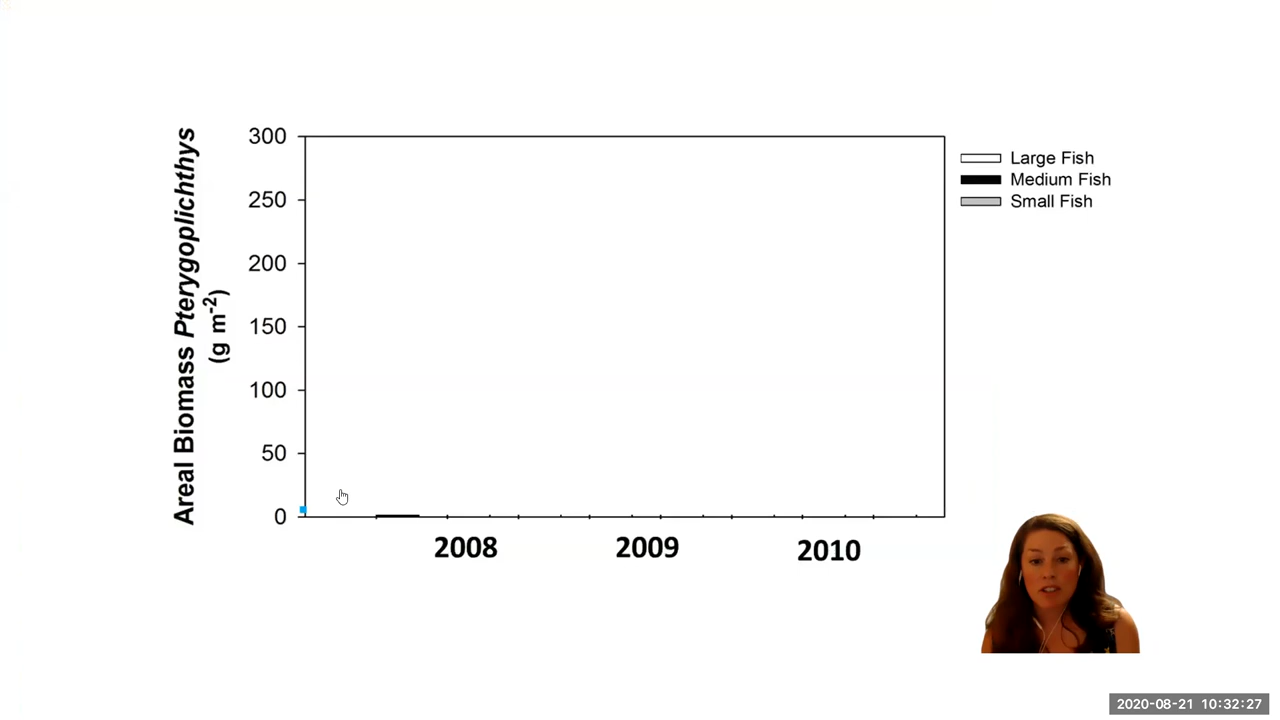 Areal Biomass Pterygoplichthys
(g m-2)
300
250
200
150
100
50
0
2008
2009
2010
Large Fish
Medium Fish
Small Fish
2020-08-21 10:32:27